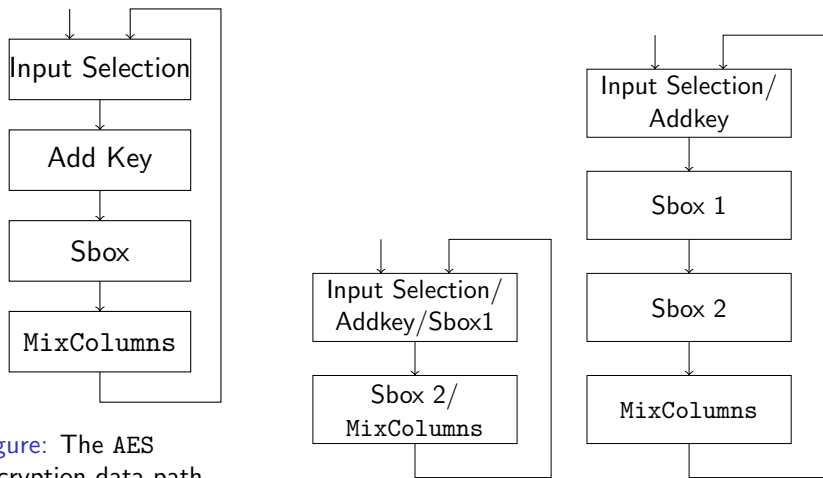 Input Selection
Add Key
Sbox
MixColumns
gure: The AES
cryption data path
Input Selection/
Addkey/Sbox1
Sbox 2/
MixColumns
Input Selection/
Addkey
Sbox 1
Sbox 2
MixColumns